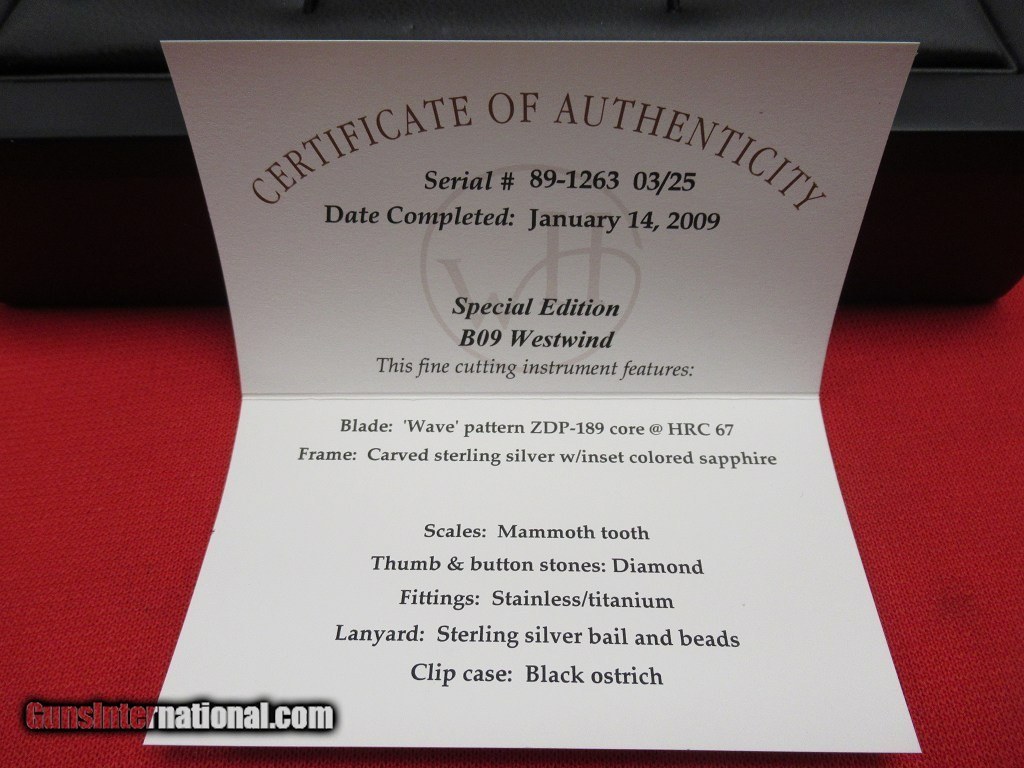 CERTIFICATE OF AUTHENTICITY
Serial # 89-1263 03/25
Date Completed: January 14, 2009
WH
Special Edition
B09 Westwind
This fine cutting instrument features:
Blade: 'Wave' pattern ZDP-189 core @ HRC 67
Frame: Carved sterling silver w/inset colored sapphire
Scales: Mammoth tooth
Thumb & button stones: Diamond
Fittings: Stainless/titanium
Lanyard: Sterling silver bail and beads
Clip case: Black ostrich
GunsInternational.com